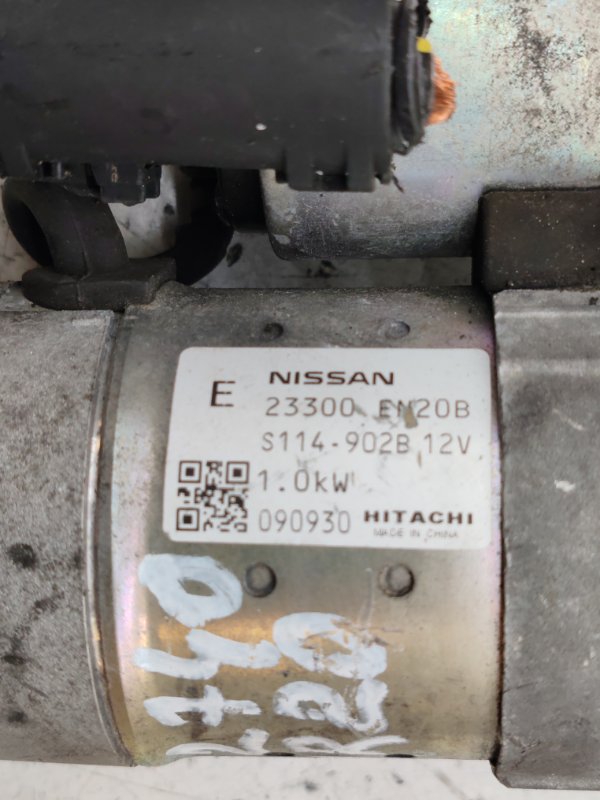 E NISSAN
23300 EN20B
S114-902B 12V
1.0kW
090930 HITACHI
MADE IN CHINA